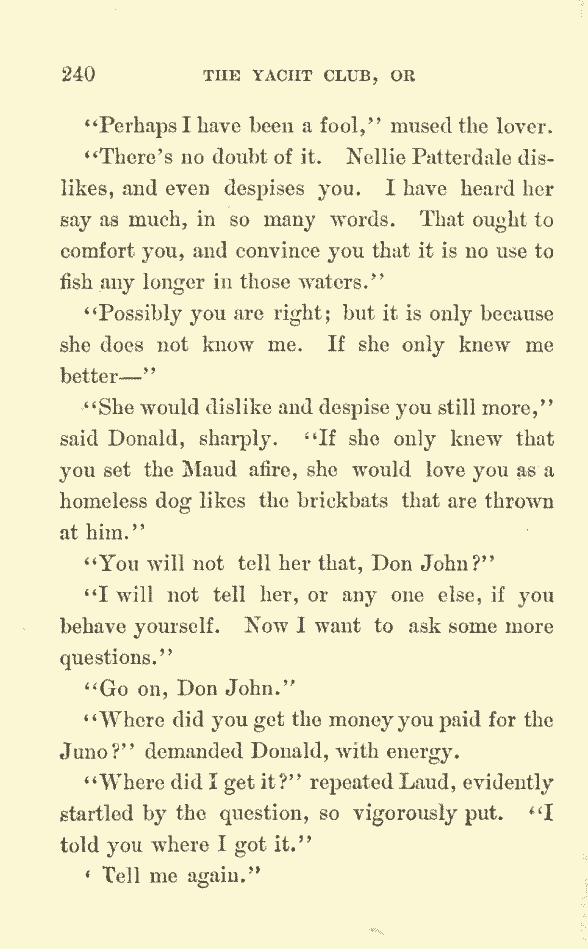 240 THE YACHT CLUB, OR
“Perhaps I have been a fool,” mused the lover.
“There’s no doubt of it. Nellie Patterdale dis-
likes, and even despises you. I have heard her
say as much, in so many words. That ought to
comfort you, and convince you that it is no use to
fish any longer in those waters.”
“Possibly you are right; but it is only because
she does not know me. If she only knew me
better—”
“She would dislike and despise you still more,”
said Donald, sharply. “If she only knew that
you set the Maud afire, she would love you as a
homeless dog likes the brickbats that are thrown
at him.”
“You will not tell her that, Don John?”
“I will not tell her, or any one else, if you
behave yourself. Now I want to ask some more
questions.”
“Go on, Don John.”
“Where did you get the money you paid for the
Juno?” demanded Donald, with energy.
“Where did I get it?” repeated Laud, evidently
startled by the question, so vigorously put. “I
told you where I got it.”
‘ Tell me again.”